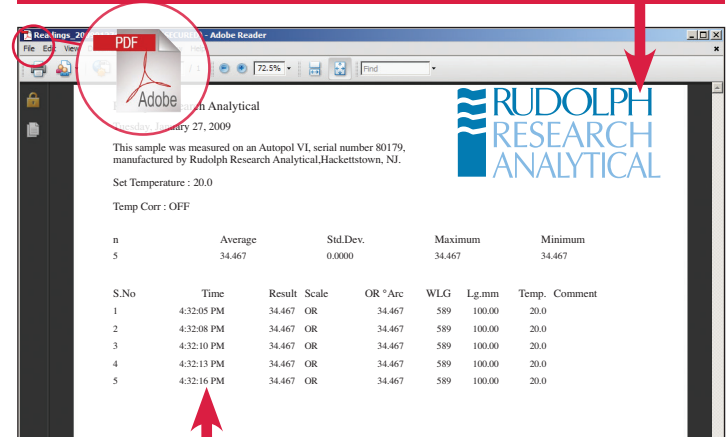 Readings_20 SECURED) - Adobe Reader
File Edit View
PDF
Adobe
72.5%
Find
RUDOLPH
RESEARCH
ANALYTICAL
Analytical
January 27, 2009
This sample was measured on an Autopol VI, serial number 80179,
manufactured by Rudolph Research Analytical,Hackettstown, NJ.
Set Temperature : 20.0
Temp Corr : OFF
n Average Std.Dev. Maximum Minimum
5 34.467 0.0000 34.467 34.467
S.No Time Result Scale OR °Arc WLG Lg.mm Temp. Comment
1 4:32:05 PM 34.467 OR 34.467 589 100.00 20.0
2 4:32:08 PM 34.467 OR 34.467 589 100.00 20.0
3 4:32:10 PM 34.467 OR 34.467 589 100.00 20.0
4 4:32:13 PM 34.467 OR 34.467 589 100.00 20.0
5 4:32:16 PM 34.467 OR 34.467 589 100.00 20.0